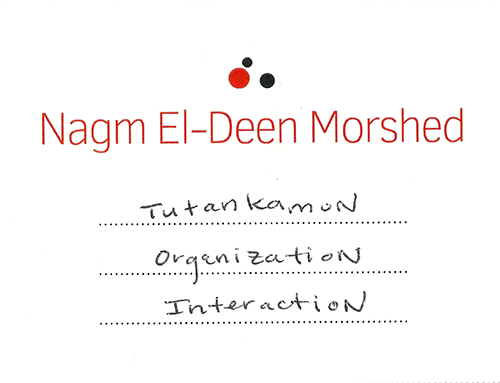 Nagm El-Deen Morshed
Tutankamon
Organization
Interaction